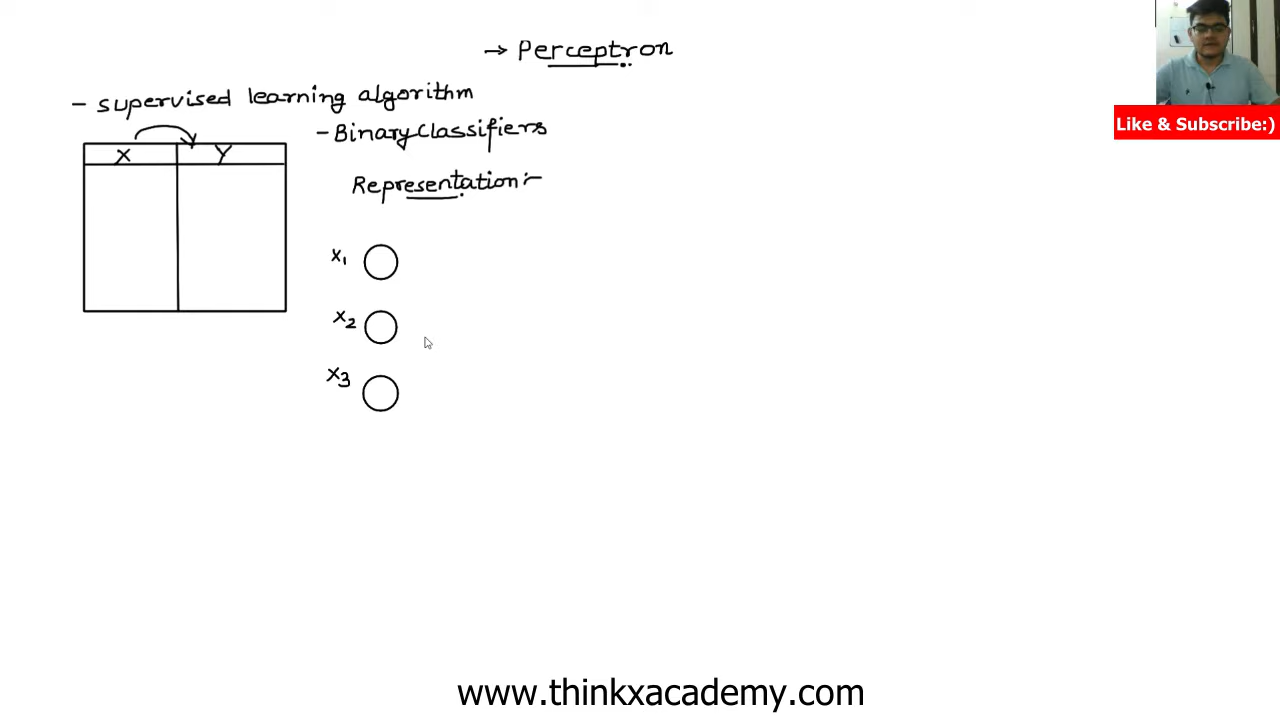 → Perceptron
- supervised learning algorithm
- Binary Classifiers
X Y
Representation:-
x₁
x₂
x₃
Like & Subscribe:)
www.thinkxacademy.com